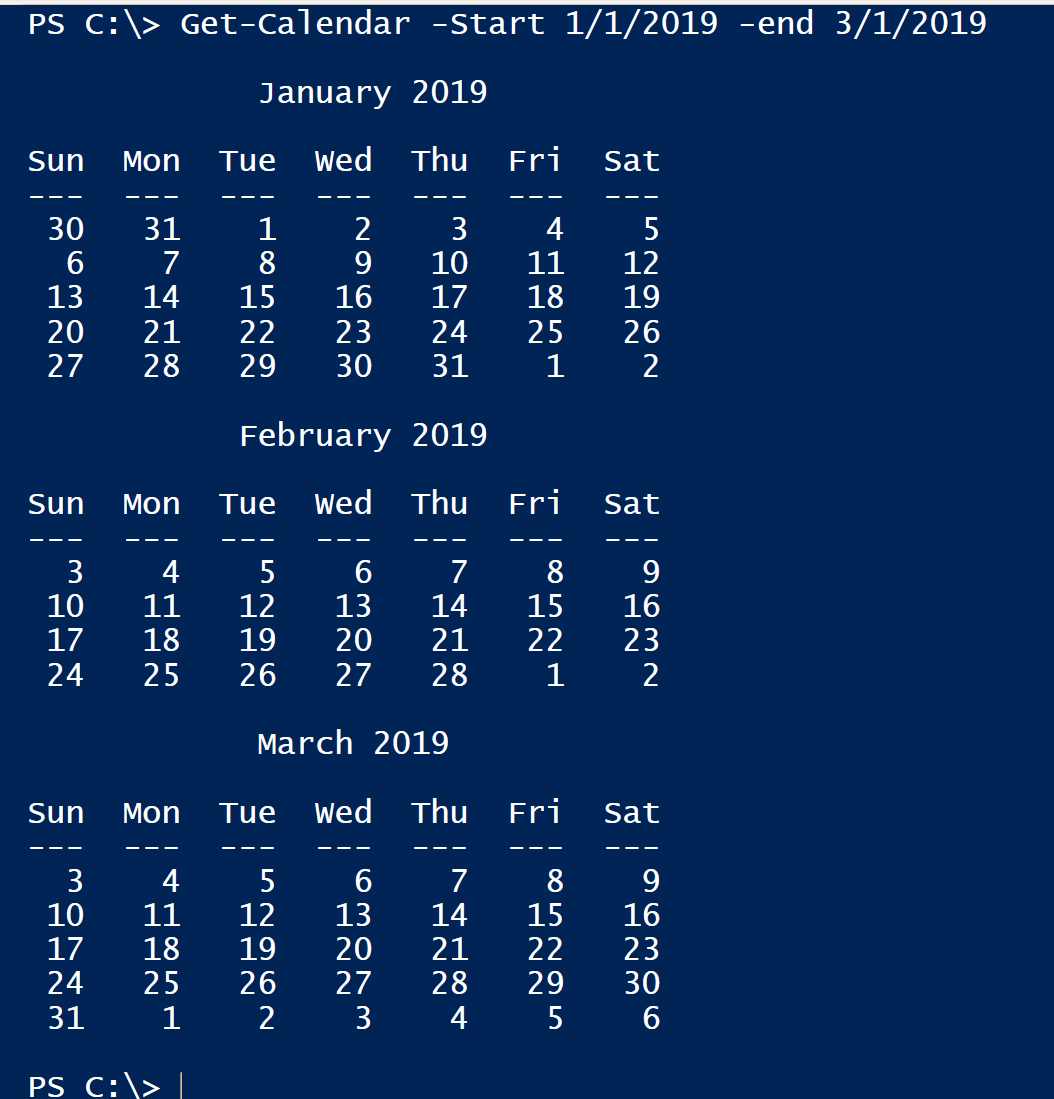 PS C:\> Get-Calendar -Start 1/1/2019 -end 3/1/2019
January 2019
Sun Mon Tue Wed Thu Fri Sat
--- --- --- --- --- --- ---
30 31 1 2 3 4 5
6 7 8 9 10 11 12
13 14 15 16 17 18 19
20 21 22 23 24 25 26
27 28 29 30 31 1 2
February 2019
Sun Mon Tue Wed Thu Fri Sat
--- --- --- --- --- --- ---
3 4 5 6 7 8 9
10 11 12 13 14 15 16
17 18 19 20 21 22 23
24 25 26 27 28 1 2
March 2019
Sun Mon Tue Wed Thu Fri Sat
--- --- --- --- --- --- ---
3 4 5 6 7 8 9
10 11 12 13 14 15 16
17 18 19 20 21 22 23
24 25 26 27 28 29 30
31 1 2 3 4 5 6
PS C:\>